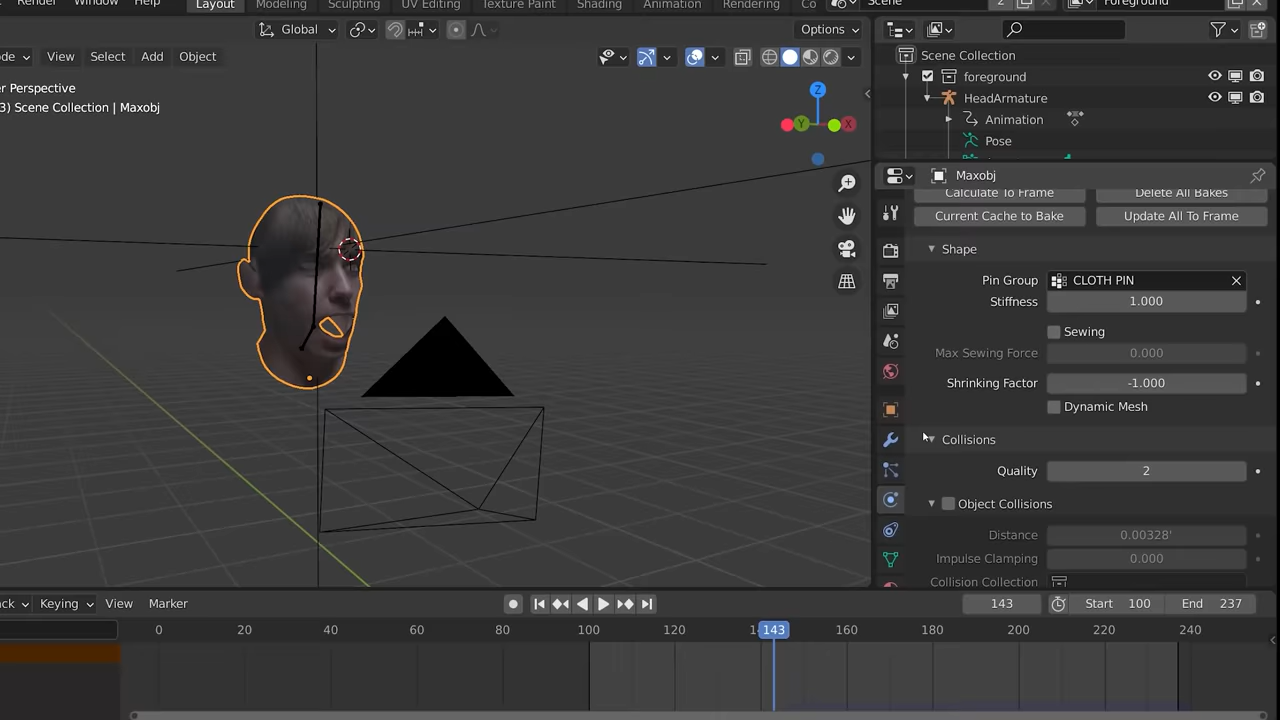 Render Window Help Layout Modeling Sculpting UV Editing Texture Paint Shading Animation Rendering Co Scene 2 Foreground
Global Options
ode View Select Add Object
er Perspective
3) Scene Collection | Maxobj
Z
Y X
Scene Collection
foreground
HeadArmature
Animation
Pose
Maxobj
Calculate To Frame Delete All Bakes
Current Cache to Bake Update All To Frame
Shape
Pin Group CLOTH PIN
Stiffness 1.000
Sewing
Max Sewing Force 0.000
Shrinking Factor -1.000
Dynamic Mesh
Collisions
Quality 2
Object Collisions
Distance 0.00328'
Impulse Clamping 0.000
Collision Collection
ack Keying View Marker 143 Start 100 End 237
0 20 40 60 80 100 120 143 160 180 200 220 240